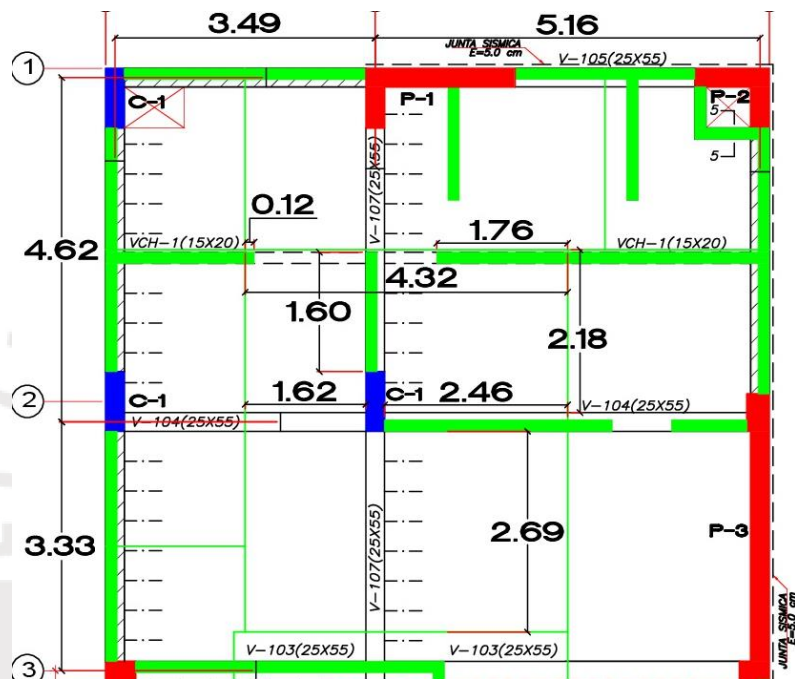 3.49
5.16
JUNTA SISMICA
E=5.0 cm
V-105(25X55)
1
C-1
P-1
P-2
5
5
V-107(25X55)
0.12
VCH-1(15X20)
1.76
VCH-1(15X20)
4.62
4.32
1.60
2.18
2
C-1
1.62
C-1
2.46
V-104(25X55)
V-104(25X55)
3.33
V-107(25X55)
2.69
P-3
JUNTA SISMICA
E=5.0 cm
V-103(25X55)
V-103(25X55)
3